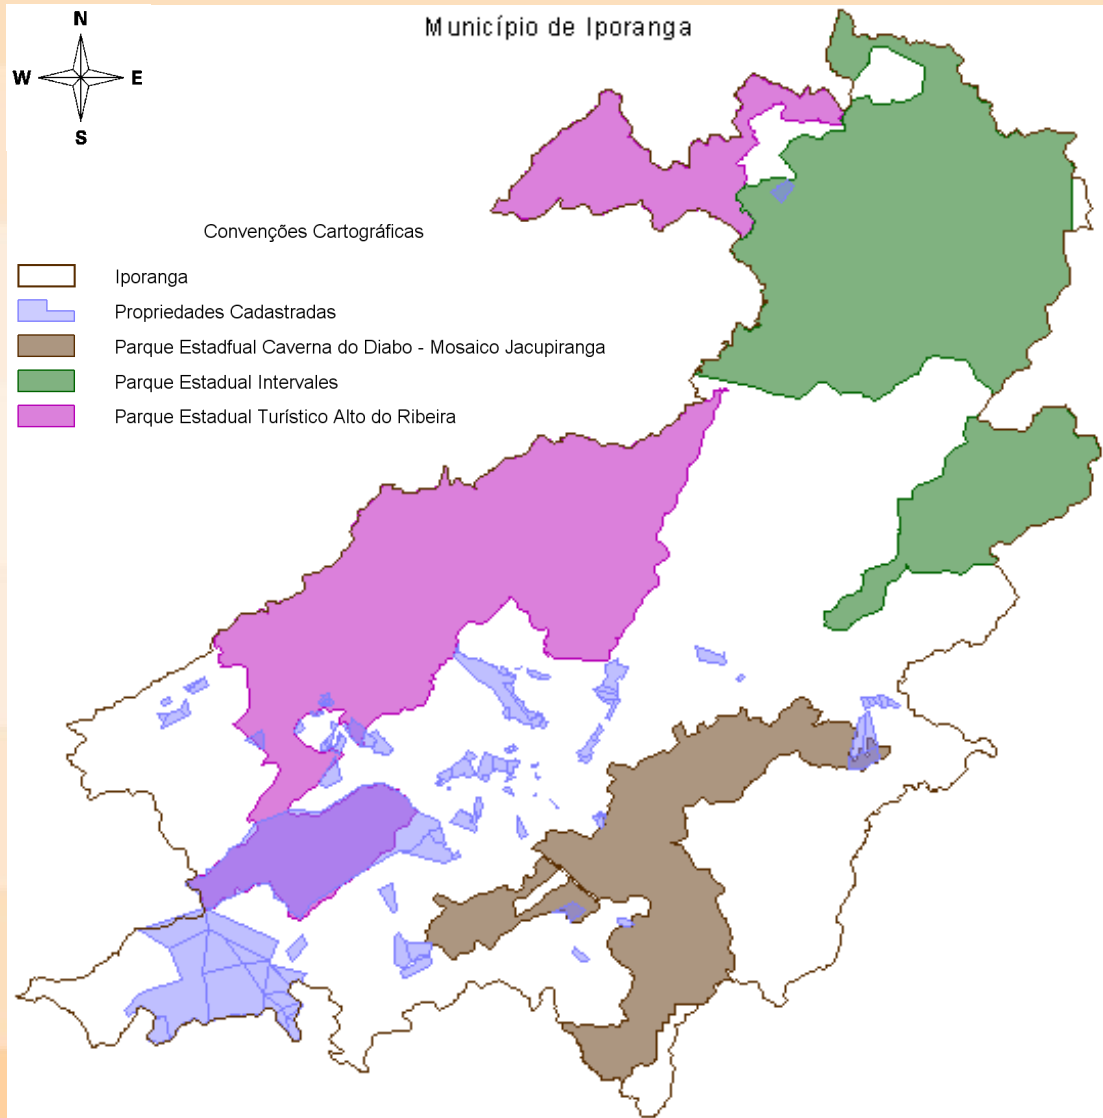 Município de Iporanga
N
W E
S
Convenções Cartográficas
Iporanga
Propriedades Cadastradas
Parque Estadfual Caverna do Diabo - Mosaico Jacupiranga
Parque Estadual Intervales
Parque Estadual Turístico Alto do Ribeira